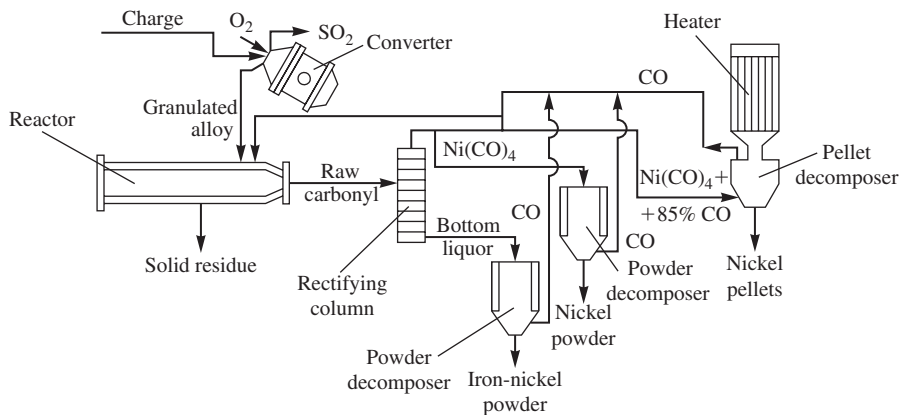 Charge
O2
SO2
Converter
Heater
CO
Granulated
alloy
Reactor
Ni(CO)4
Raw
carbonyl
Pellet
decomposer
Ni(CO)4+
+85% CO
CO
Bottom
liquor
CO
Solid residue
Rectifying
column
Powder
decomposer
Nickel
pellets
Nickel
powder
Powder
decomposer
Iron-nickel
powder